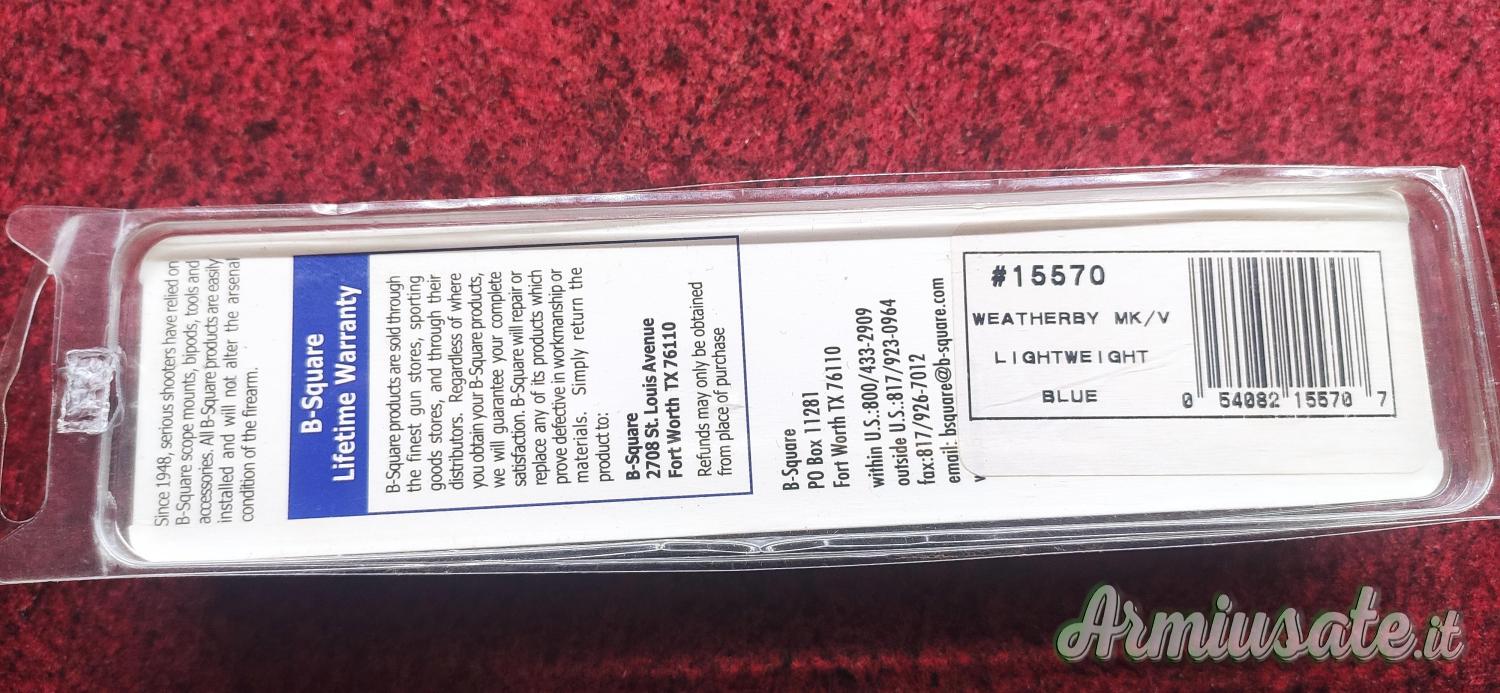 Since 1948, serious shooters have relied on
B-Square scope mounts, bipods, tools and
accessories. All B-Square products are easily
installed and will not alter the arsenal
condition of the firearm.
B-Square
Lifetime Warranty
B-Square products are sold through
the finest gun stores, sporting
goods stores, and through their
distributors. Regardless of where
you obtain your B-Square products,
we will guarantee your complete
satisfaction. B-Square will repair or
replace any of its products which
prove defective in workmanship or
materials. Simply return the
product to:
B-Square
2708 St. Louis Avenue
Fort Worth TX 76110
Refunds may only be obtained
from place of purchase
B-Square
PO Box 11281
Fort Worth TX 76110
within U.S.:800/433-2909
outside U.S.:817/923-0964
fax:817/926-7012
email: bsquare@b-square.com
#15570
WEATHERBY MK/V
LIGHTWEIGHT
BLUE
0 54082 15570 7
Armiusate.it